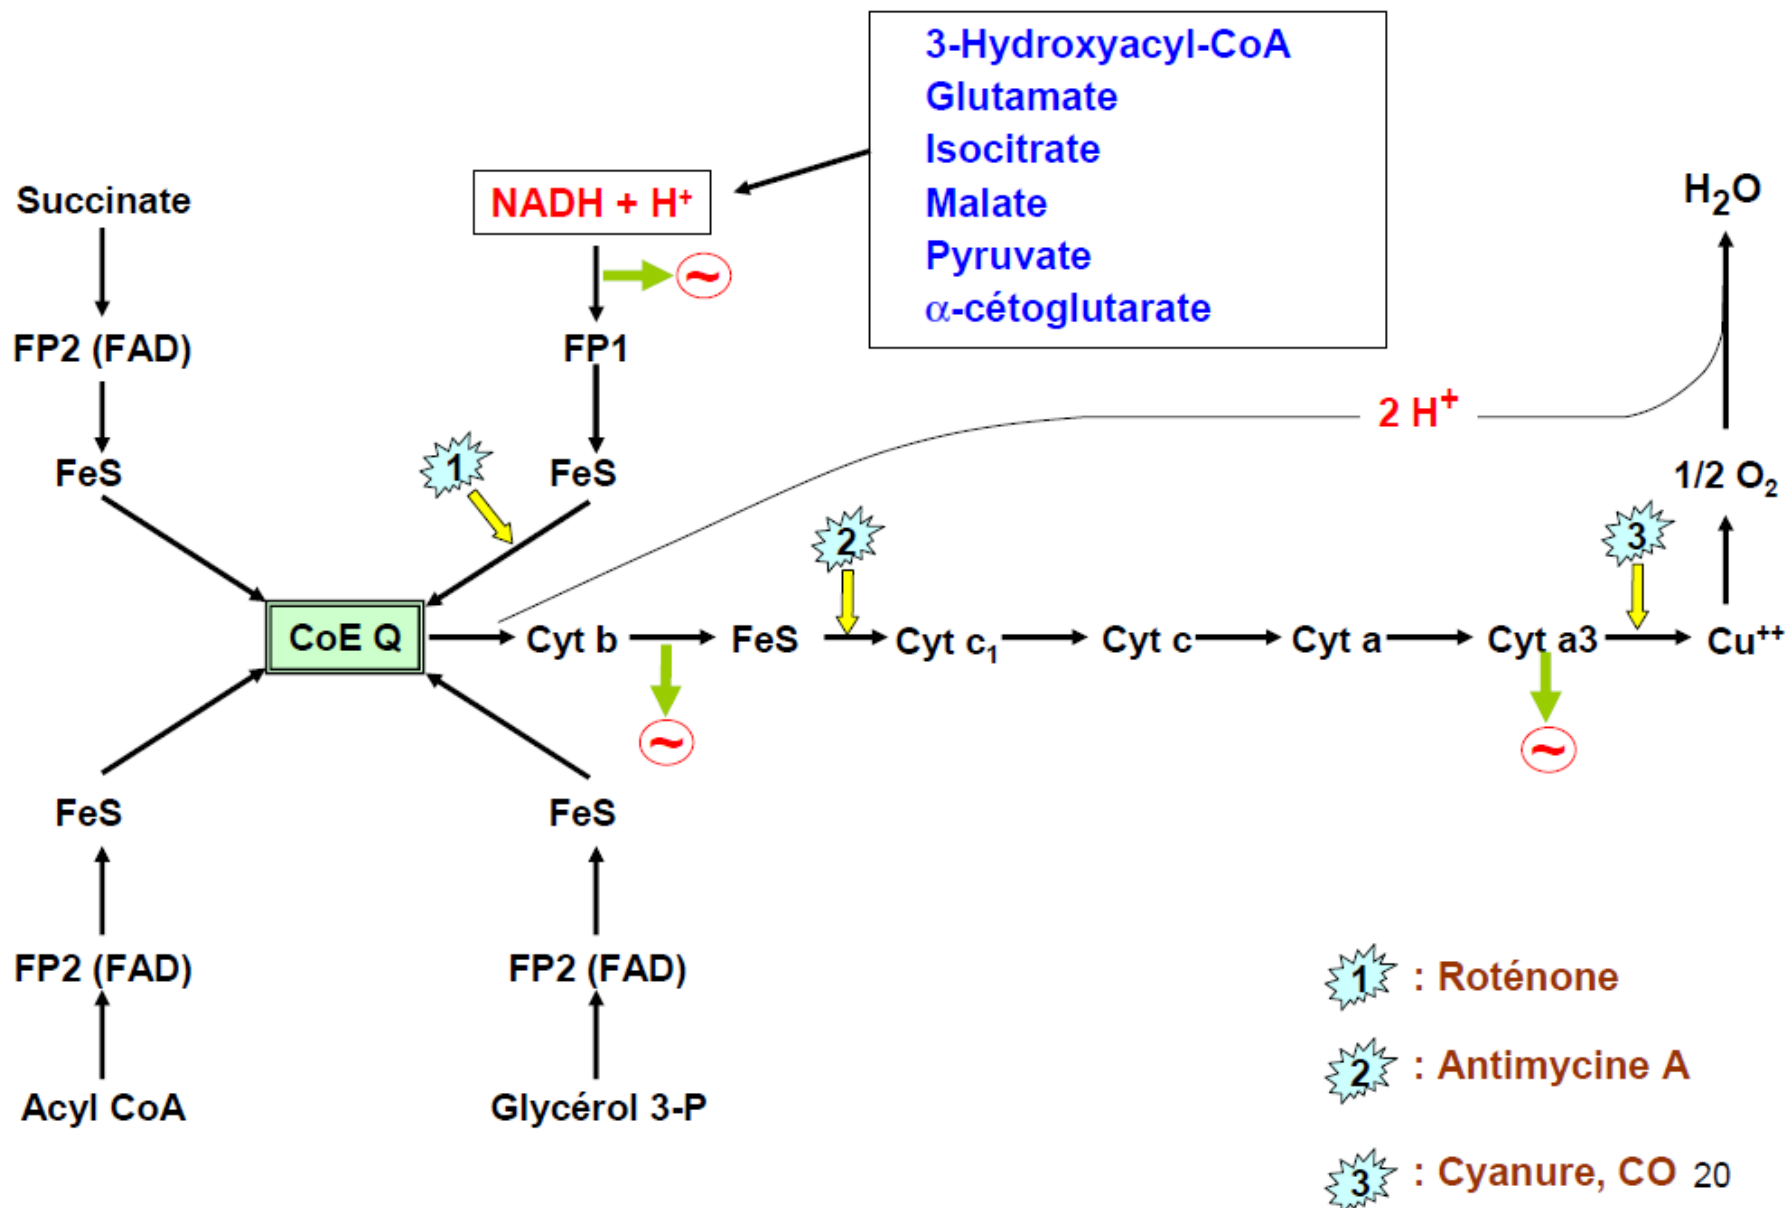 3-Hydroxyacyl-CoA
Glutamate
Isocitrate
Malate
Pyruvate
α-cétoglutarate
Succinate
NADH + H⁺
H₂O
~
FP2 (FAD)
FP1
2 H⁺
FeS
1
FeS
1/2 O₂
2
3
CoE Q
Cyt b
FeS
Cyt c₁
Cyt c
Cyt a
Cyt a3
Cu⁺⁺
~
~
FeS
FeS
FP2 (FAD)
FP2 (FAD)
Acyl CoA
Glycérol 3-P
1 : Roténone
2 : Antimycine A
3 : Cyanure, CO 20